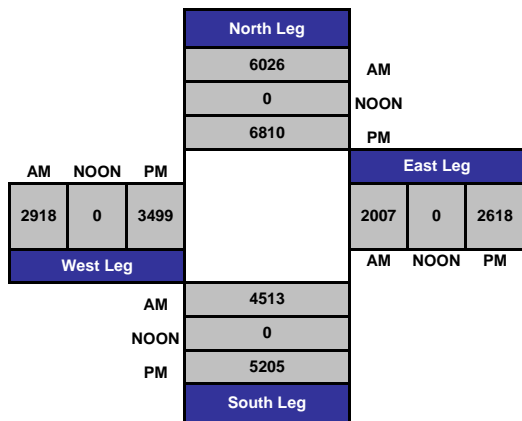 North Leg
6026 AM
0 NOON
6810 PM
AM NOON PM
East Leg
2918 0 3499
2007 0 2618
West Leg
AM NOON PM
AM 4513
NOON 0
PM 5205
South Leg